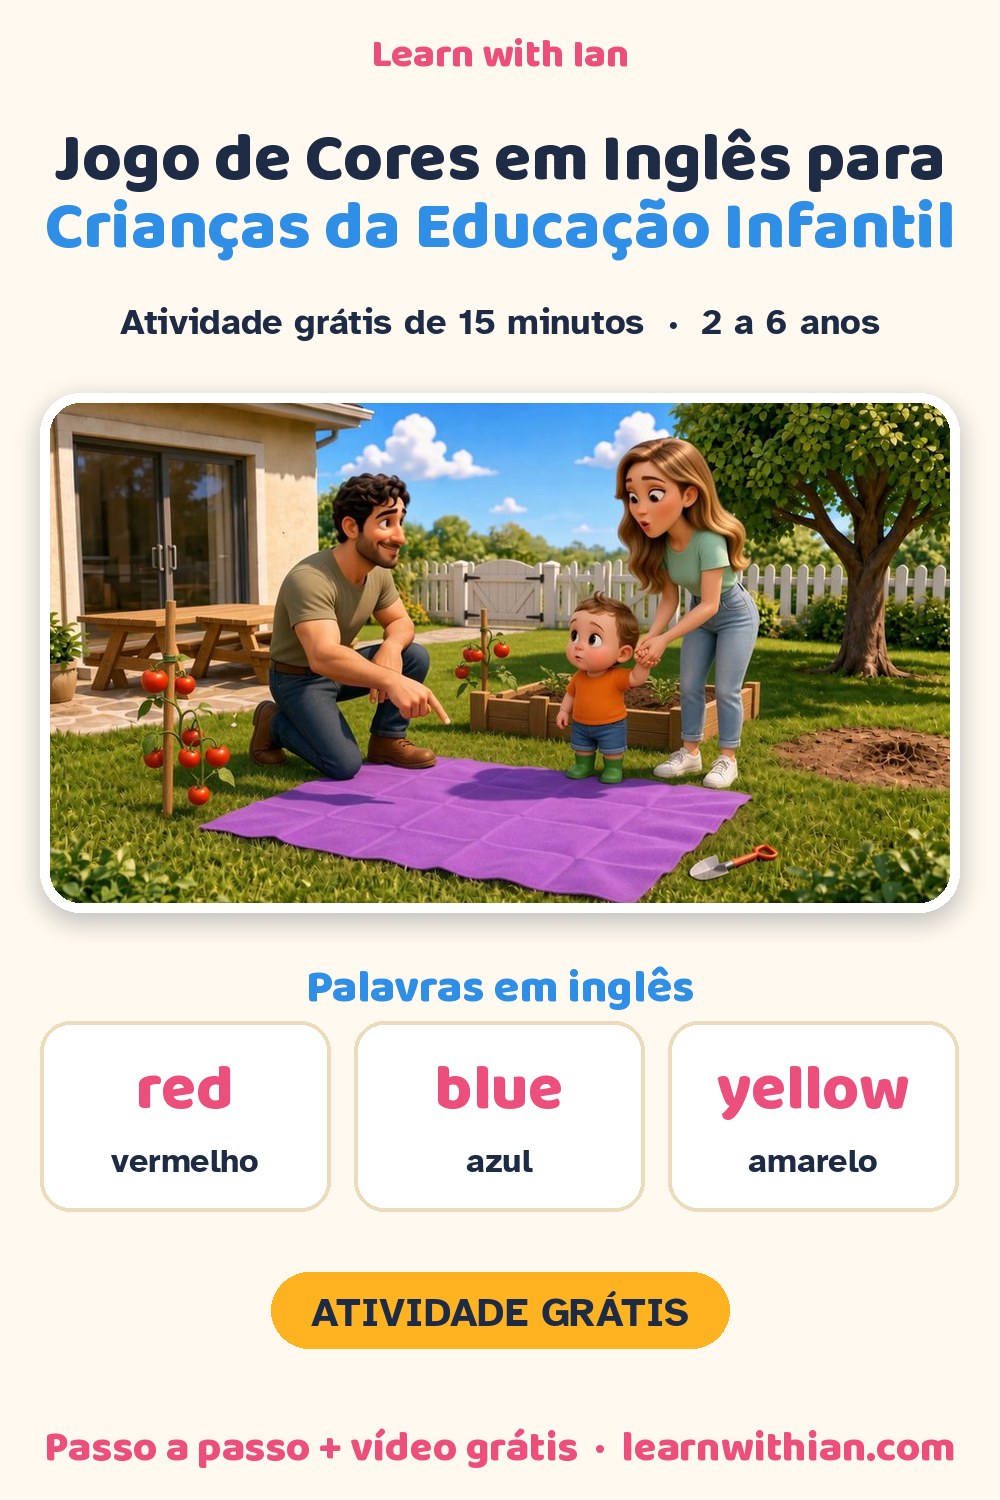 Learn with Ian
Jogo de Cores em Inglês para
Crianças da Educação Infantil
Atividade grátis de 15 minutos · 2 a 6 anos
Palavras em inglês
red
vermelho
blue
azul
yellow
amarelo
ATIVIDADE GRÁTIS
Passo a passo + vídeo grátis · learnwithian.com